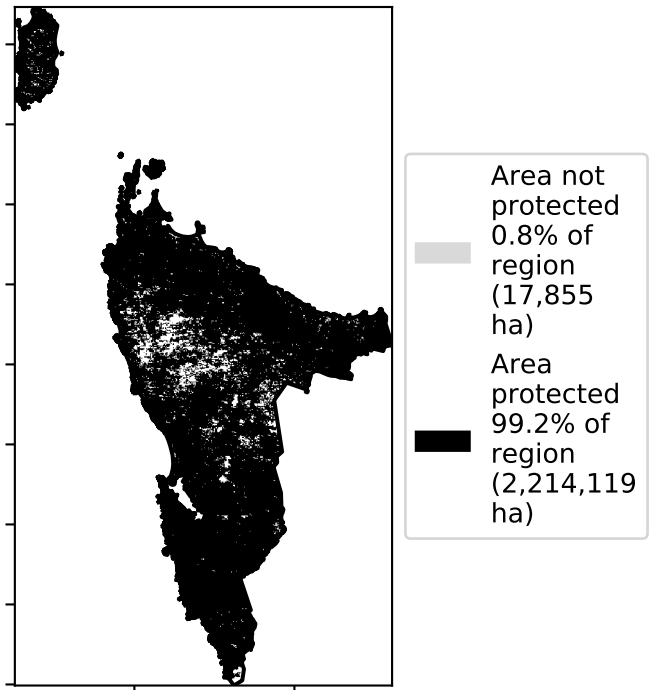 Area not
protected
0.8% of
region
(17,855
ha)
Area
protected
99.2% of
region
(2,214,119
ha)